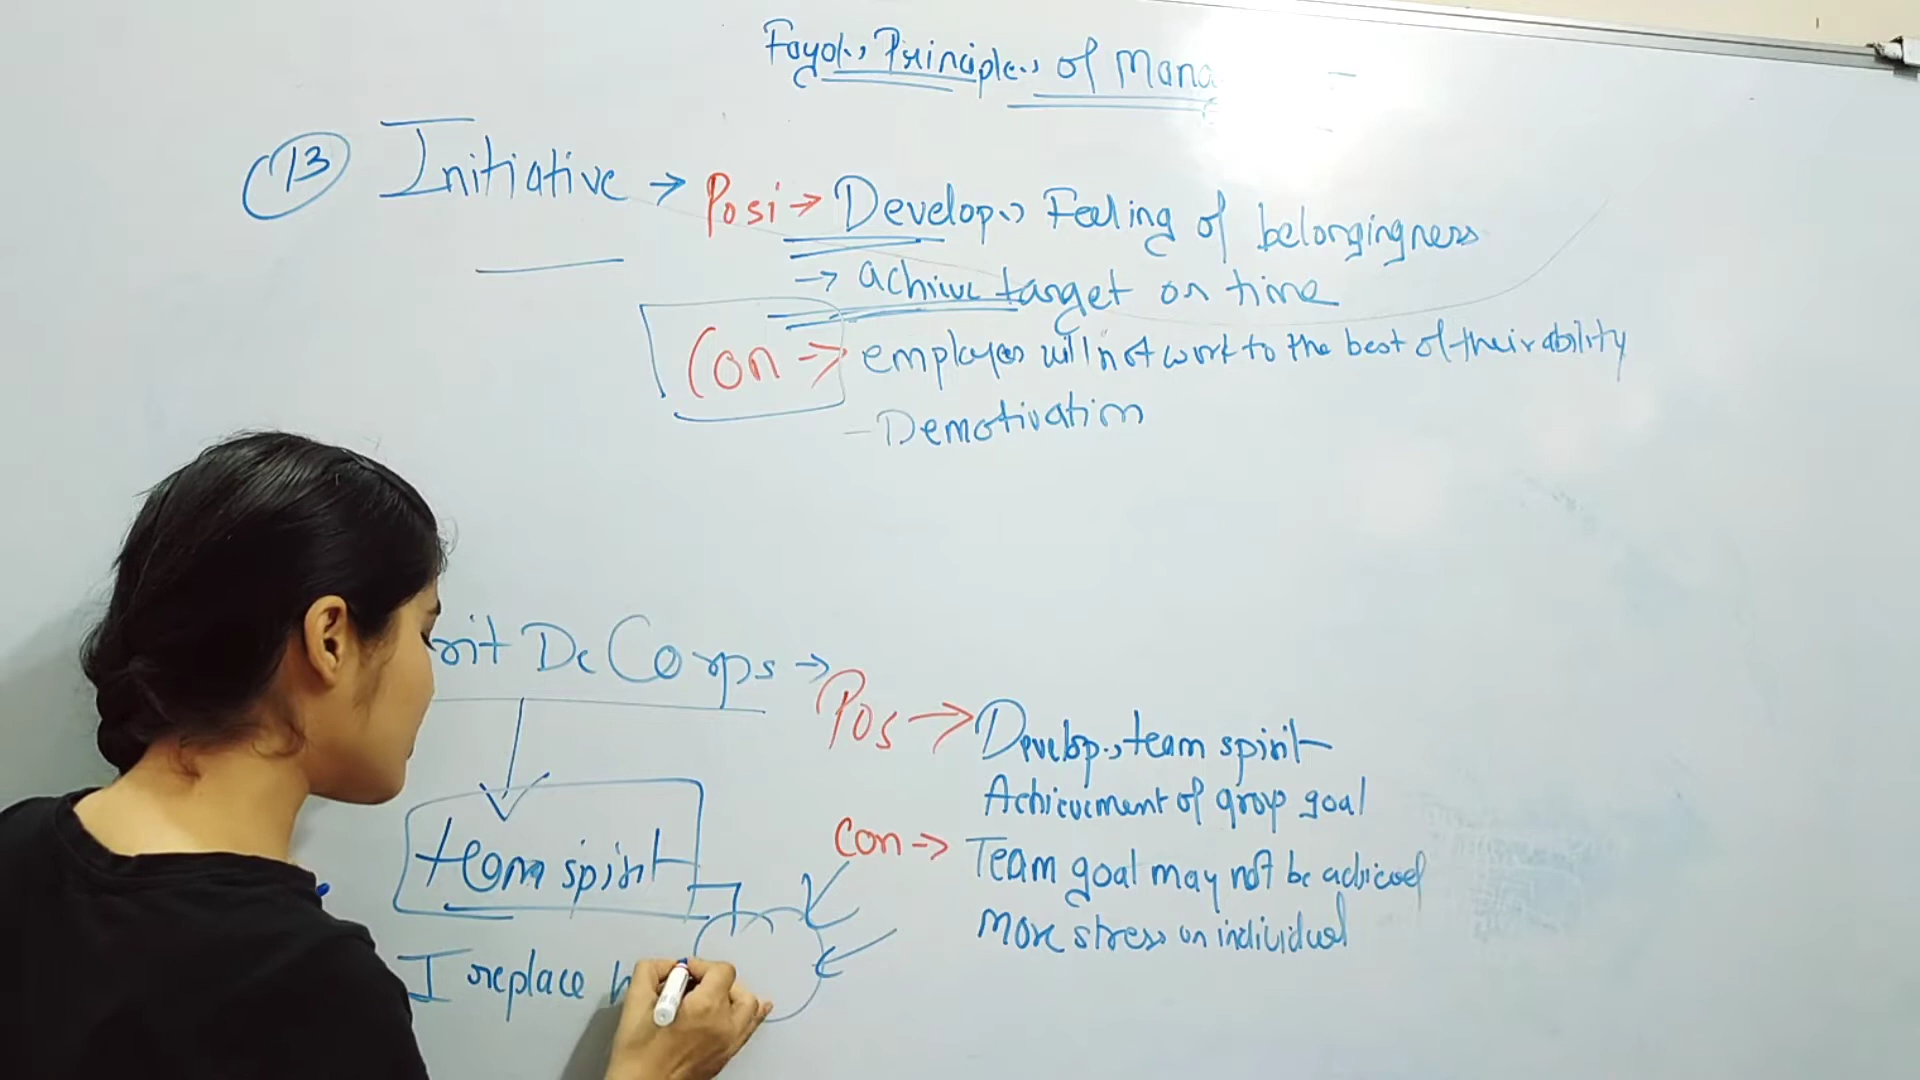 Fayol's Principles of Mana
13 Initiative → Posi → Develops Feeling of belongingness
→ achieve target on time
Con → employees will not work to the best of their ability
- Demotivation
rit De Corps →
Pos → Develops team spirit
Achievement of group goal
team spirit
Con → Team goal may not be achieved
More stress on individual
I replace